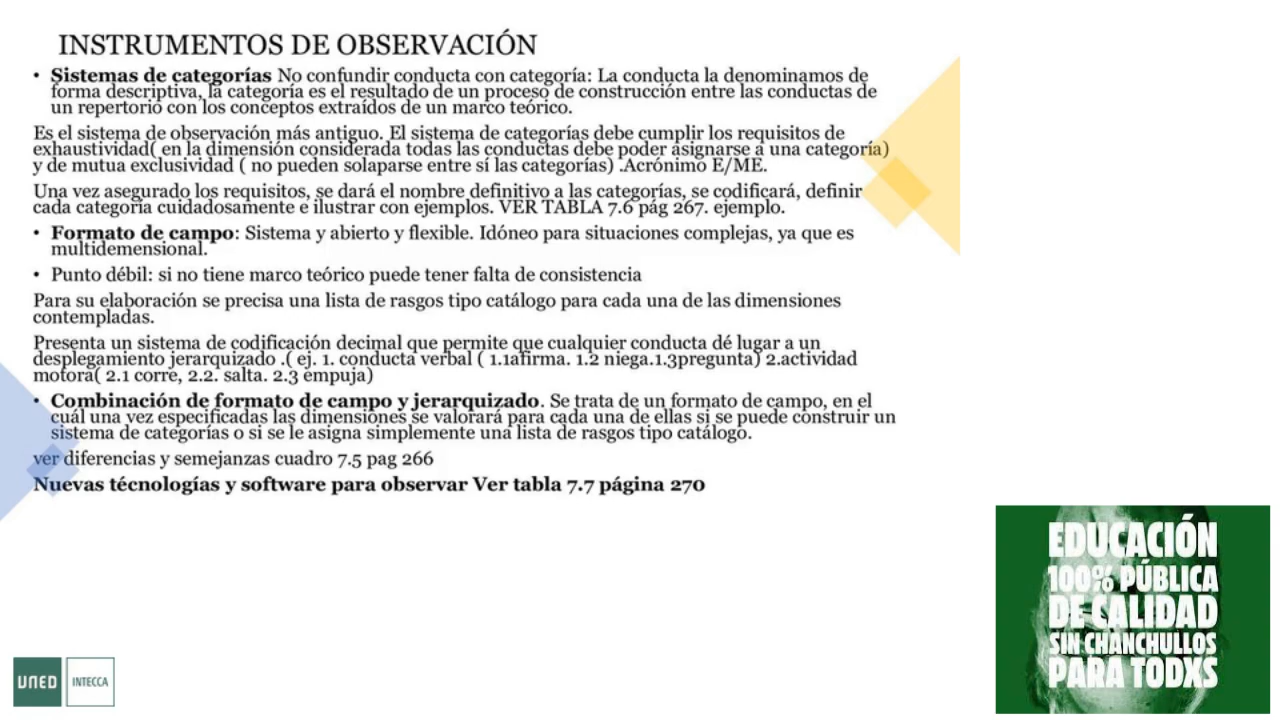 INSTRUMENTOS DE OBSERVACIÓN
• Sistemas de categorías No confundir conducta con categoría: La conducta la denominamos de
forma descriptiva, la categoría es el resultado de un proceso de construcción entre las conductas de
un repertorio con los conceptos extraídos de un marco teórico.
Es el sistema de observación más antiguo. El sistema de categorías debe cumplir los requisitos de
exhaustividad( en la dimensión considerada todas las conductas debe poder asignarse a una categoría)
y de mutua exclusividad ( no pueden solaparse entre sí las categorías) .Acrónimo E/ME.
Una vez asegurado los requisitos, se dará el nombre definitivo a las categorías, se codificará, definir
cada categoría cuidadosamente e ilustrar con ejemplos. VER TABLA 7.6 pág 267. ejemplo.
• Formato de campo: Sistema y abierto y flexible. Idóneo para situaciones complejas, ya que es
multidemensional.
• Punto débil: si no tiene marco teórico puede tener falta de consistencia
Para su elaboración se precisa una lista de rasgos tipo catálogo para cada una de las dimensiones
contempladas.
Presenta un sistema de codificación decimal que permite que cualquier conducta dé lugar a un
desplegamiento jerarquizado .( ej. 1. conducta verbal ( 1.1afirma. 1.2 niega.1.3pregunta) 2.actividad
motora( 2.1 corre, 2.2. salta. 2.3 empuja)
• Combinación de formato de campo y jerarquizado. Se trata de un formato de campo, en el
cuál una vez especificadas las dimensiones se valorará para cada una de ellas si se puede construir un
sistema de categorías o si se le asigna simplemente una lista de rasgos tipo catálogo.
ver diferencias y semejanzas cuadro 7.5 pag 266
Nuevas técnologías y software para observar Ver tabla 7.7 página 270
EDUCACIÓN
100% PÚBLICA
DE CALIDAD
SIN CHANCHULLOS
PARA TODXS
UNED
INTECCA